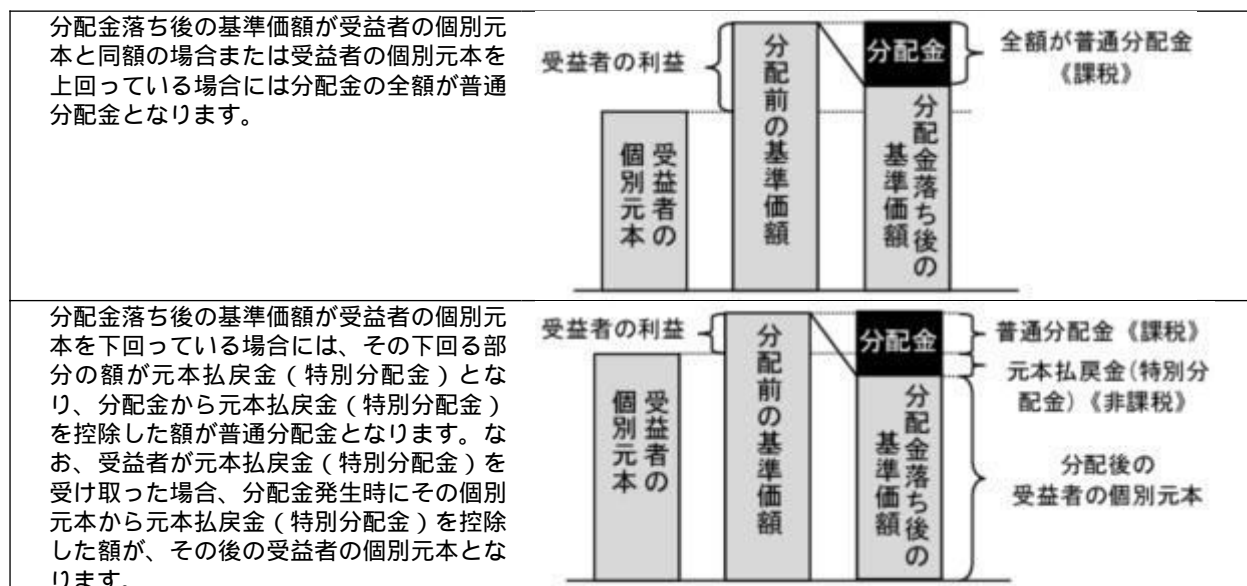 分配金落ち後の基準価額が受益者の個別元
本と同額の場合または受益者の個別元本を
上回っている場合には分配金の全額が普通
分配金となります。
受益者の利益
受益者の
個別元本
分配前の基準価額
分配金
分配金落ち後の
基準価額
全額が普通分配金
《課税》
分配金落ち後の基準価額が受益者の個別元
本を下回っている場合には、その下回る部
分の額が元本払戻金（特別分配金）とな
り、分配金から元本払戻金（特別分配金）
を控除した額が普通分配金となります。な
お、受益者が元本払戻金（特別分配金）を
受け取った場合、分配金発生時にその個別
元本から元本払戻金（特別分配金）を控除
した額が、その後の受益者の個別元本とな
ります。
受益者の利益
受益者の
個別元本
分配前の基準価額
分配金
分配金落ち後の
基準価額
普通分配金《課税》
元本払戻金(特別分
配金)《非課税》
分配後の
受益者の個別元本